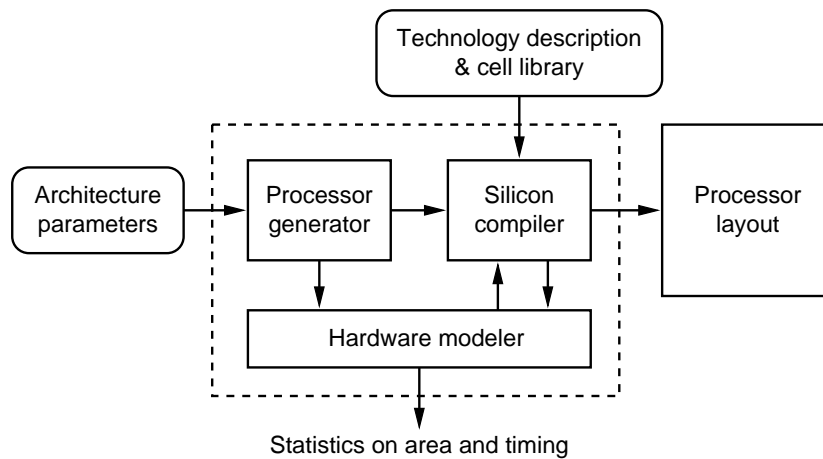 Technology description
& cell library
Architecture
parameters
Processor
generator
Silicon
compiler
Processor
layout
Hardware modeler
Statistics on area and timing